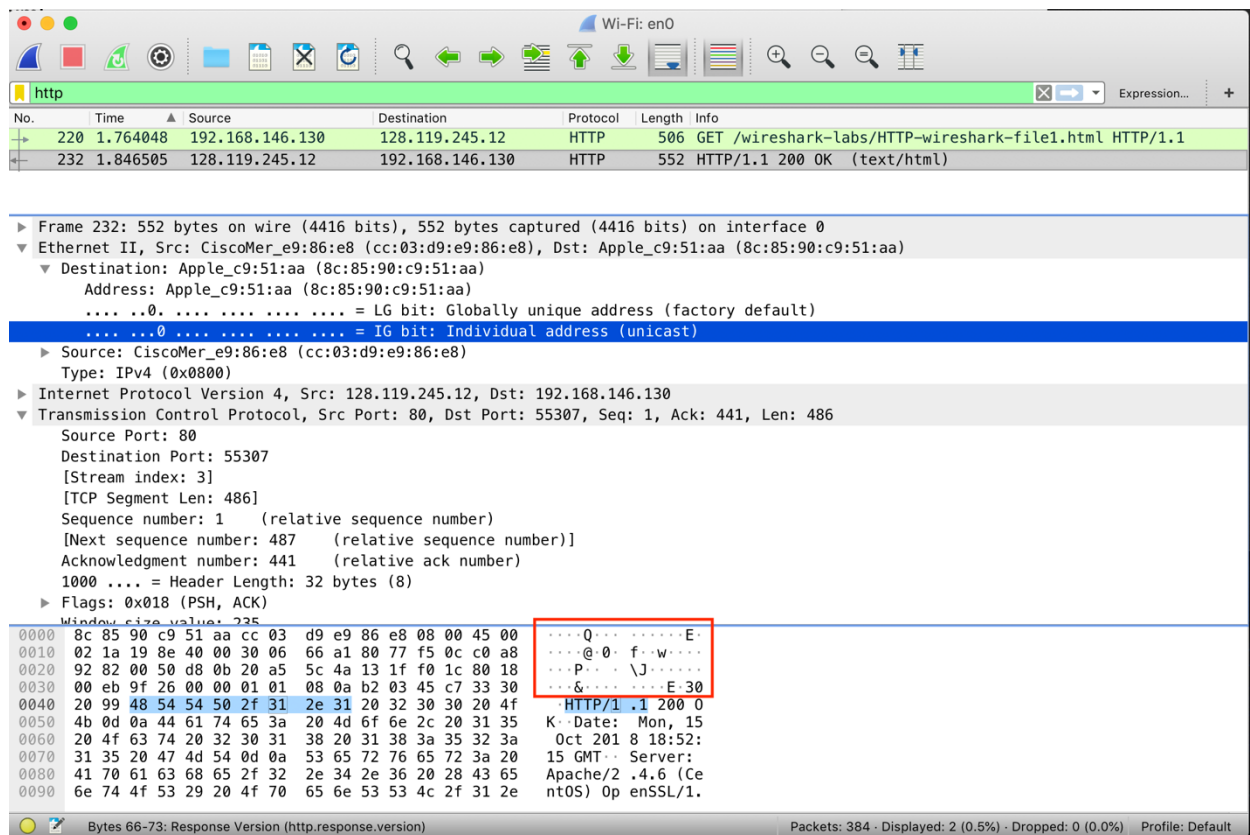 Wi-Fi: en0
http
Expression...
+
No. Time Source Destination Protocol Length Info
220 1.764048 192.168.146.130 128.119.245.12 HTTP 506 GET /wireshark-labs/HTTP-wireshark-file1.html HTTP/1.1
232 1.846505 128.119.245.12 192.168.146.130 HTTP 552 HTTP/1.1 200 OK (text/html)
Frame 232: 552 bytes on wire (4416 bits), 552 bytes captured (4416 bits) on interface 0
Ethernet II, Src: CiscoMer_e9:86:e8 (cc:03:d9:e9:86:e8), Dst: Apple_c9:51:aa (8c:85:90:c9:51:aa)
Destination: Apple_c9:51:aa (8c:85:90:c9:51:aa)
Address: Apple_c9:51:aa (8c:85:90:c9:51:aa)
.... ..0. .... .... .... .... = LG bit: Globally unique address (factory default)
.... ...0 .... .... .... .... = IG bit: Individual address (unicast)
Source: CiscoMer_e9:86:e8 (cc:03:d9:e9:86:e8)
Type: IPv4 (0x0800)
Internet Protocol Version 4, Src: 128.119.245.12, Dst: 192.168.146.130
Transmission Control Protocol, Src Port: 80, Dst Port: 55307, Seq: 1, Ack: 441, Len: 486
Source Port: 80
Destination Port: 55307
[Stream index: 3]
[TCP Segment Len: 486]
Sequence number: 1 (relative sequence number)
[Next sequence number: 487 (relative sequence number)]
Acknowledgment number: 441 (relative ack number)
1000 .... = Header Length: 32 bytes (8)
Flags: 0x018 (PSH, ACK)
Window size value: 235
0000 8c 85 90 c9 51 aa cc 03 d9 e9 86 e8 08 00 45 00 ····Q··· ······E·
0010 02 1a 19 8e 40 00 30 06 66 a1 80 77 f5 0c c0 a8 ····@·0· f··w····
0020 92 82 00 50 d8 0b 20 a5 5c 4a 13 1f f0 1c 80 18 ···P·· · \J······
0030 00 eb 9f 26 00 00 01 01 08 0a b2 03 45 c7 33 30 ···&···· ····E·30
0040 20 99 48 54 54 50 2f 31 2e 31 20 32 30 30 20 4f ·HTTP/1 .1 200 O
0050 4b 0d 0a 44 61 74 65 3a 20 4d 6f 6e 2c 20 31 35 K··Date: Mon, 15
0060 20 4f 63 74 20 32 30 31 38 20 31 38 3a 35 32 3a Oct 201 8 18:52:
0070 31 35 20 47 4d 54 0d 0a 53 65 72 76 65 72 3a 20 15 GMT·· Server:
0080 41 70 61 63 68 65 2f 32 2e 34 2e 36 20 28 43 65 Apache/2 .4.6 (Ce
0090 6e 74 4f 53 29 20 4f 70 65 6e 53 53 4c 2f 31 2e ntOS) Op enSSL/1.
Bytes 66-73: Response Version (http.response.version)
Packets: 384 · Displayed: 2 (0.5%) · Dropped: 0 (0.0%)
Profile: Default